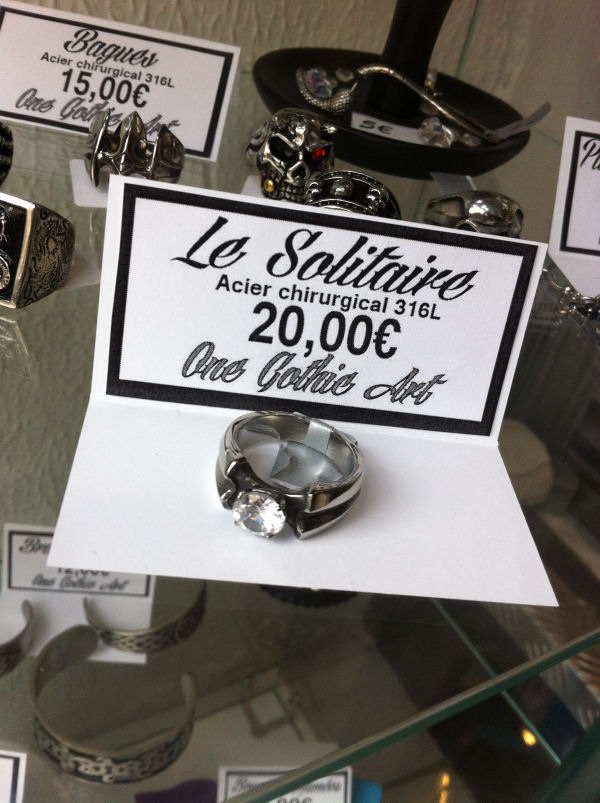 Bagues
Acier chirurgical 316L
15,00€
One Gothic Art
5€
Le Solitaire
Acier chirurgical 316L
20,00€
One Gothic Art
One Gothic Art